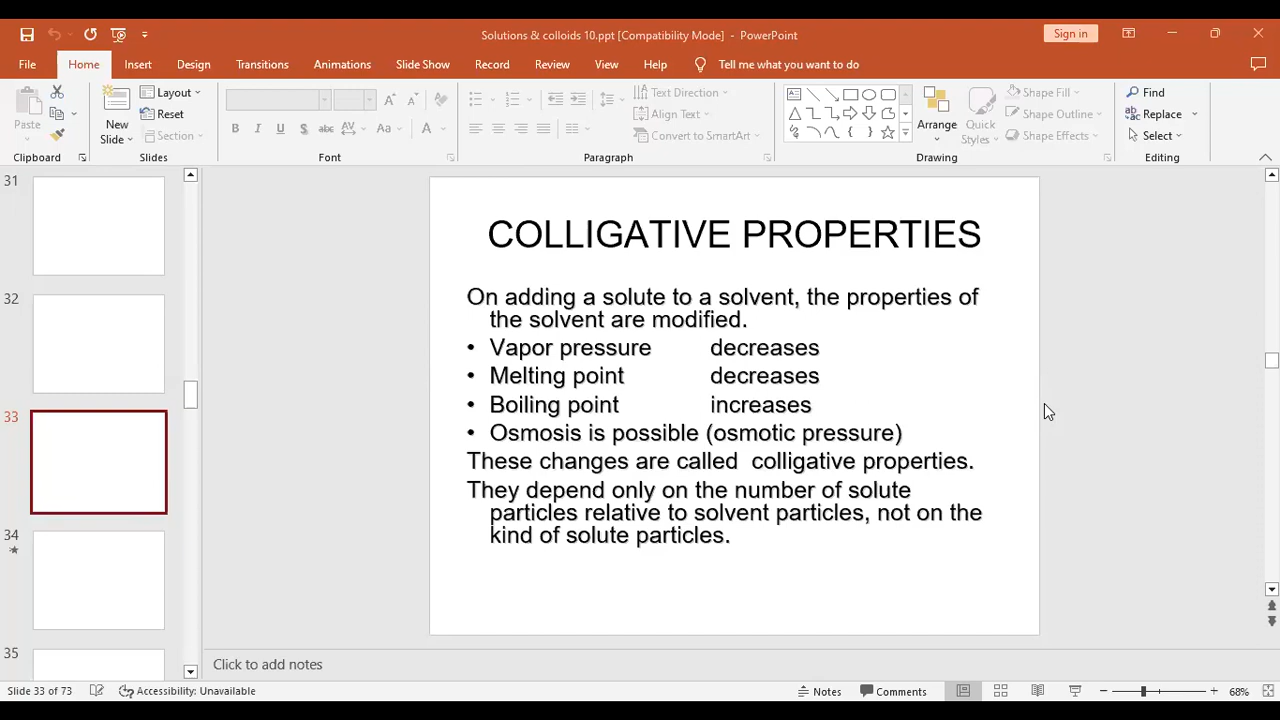 Solutions & colloids 10.ppt [Compatibility Mode] - PowerPoint
Sign in
File Home Insert Design Transitions Animations Slide Show Record Review View Help Tell me what you want to do
Paste
Clipboard
New Slide
Layout
Reset
Section
Slides
B I U S abc AV Aa A
Font
Text Direction
Align Text
Convert to SmartArt
Paragraph
Arrange
Quick Styles
Shape Fill
Shape Outline
Shape Effects
Drawing
Find
Replace
Select
Editing
31
32
33
34
35
COLLIGATIVE PROPERTIES
On adding a solute to a solvent, the properties of
the solvent are modified.
• Vapor pressure decreases
• Melting point decreases
• Boiling point increases
• Osmosis is possible (osmotic pressure)
These changes are called colligative properties.
They depend only on the number of solute
particles relative to solvent particles, not on the
kind of solute particles.
Click to add notes
Slide 33 of 73 Accessibility: Unavailable Notes Comments 68%